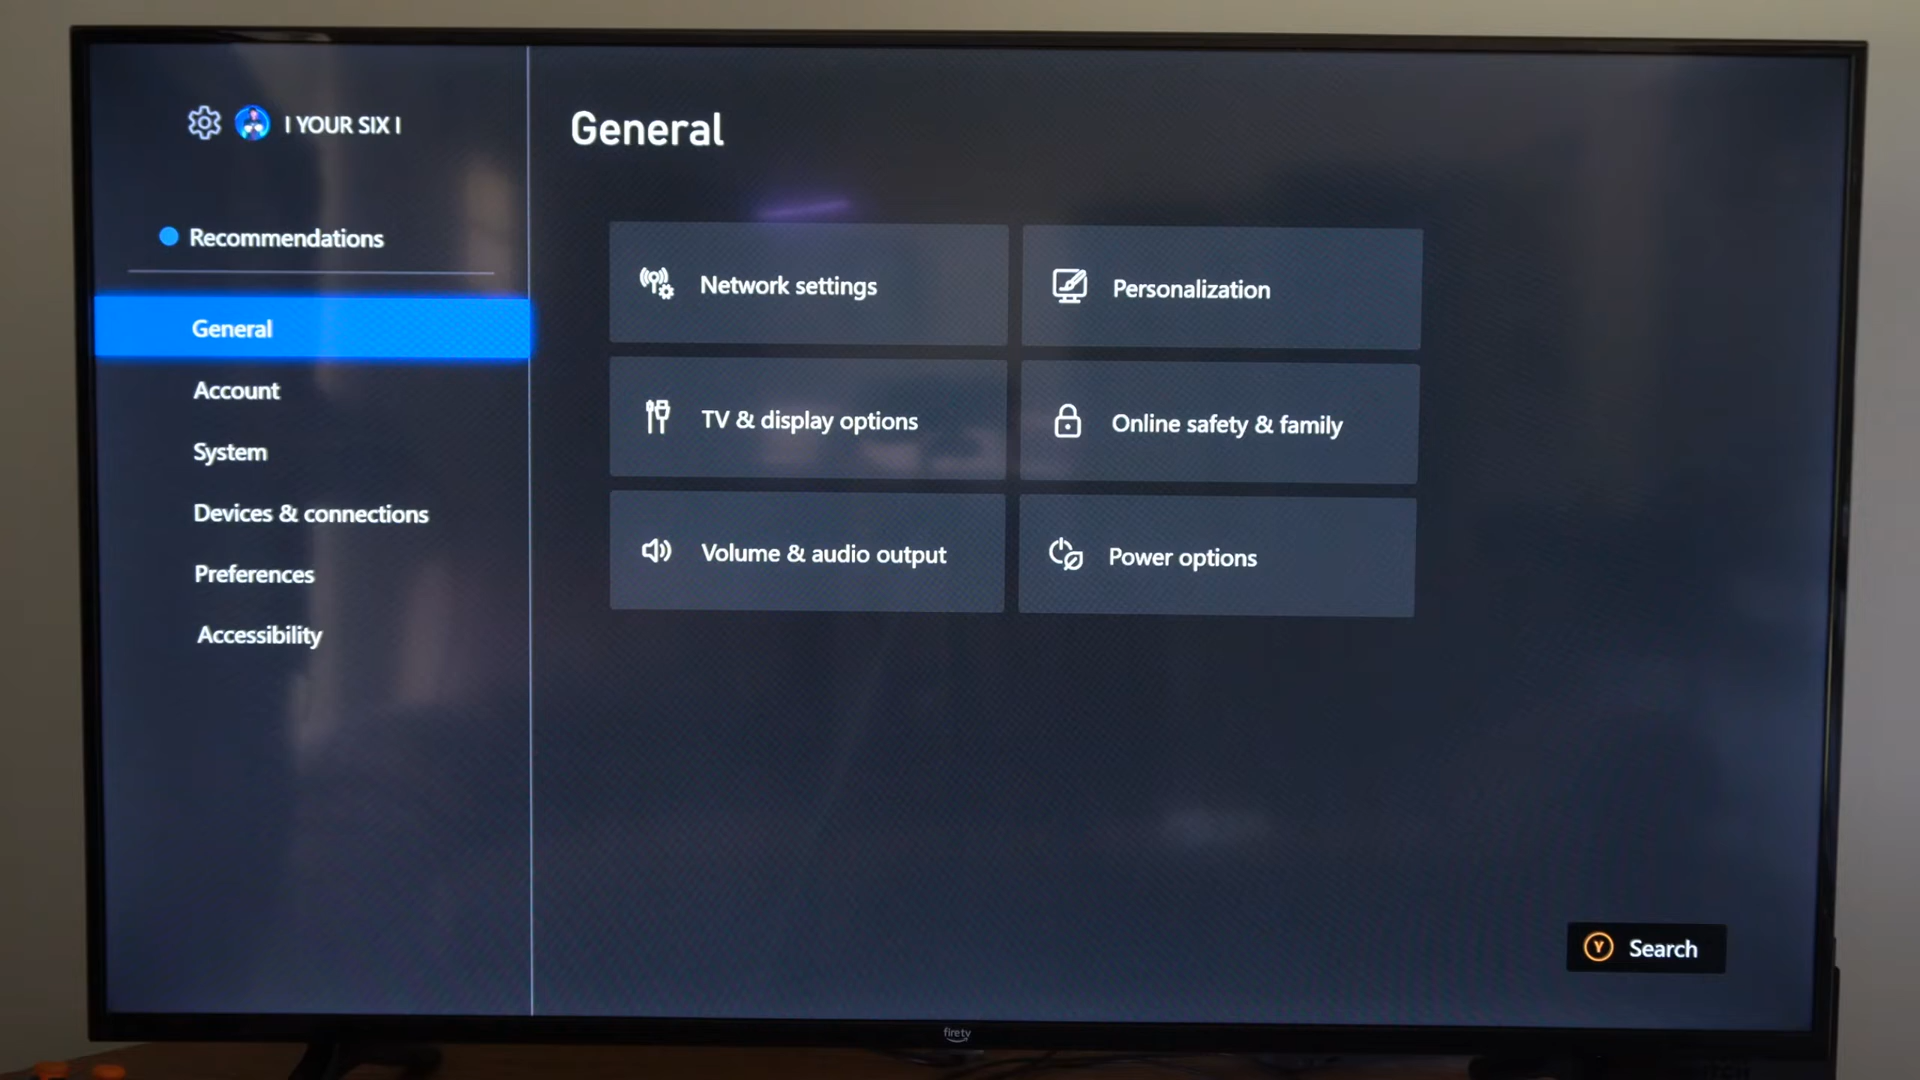 I YOUR SIX I
Recommendations
General
Account
System
Devices & connections
Preferences
Accessibility
General
Network settings
Personalization
TV & display options
Online safety & family
Volume & audio output
Power options
Y Search
firetv